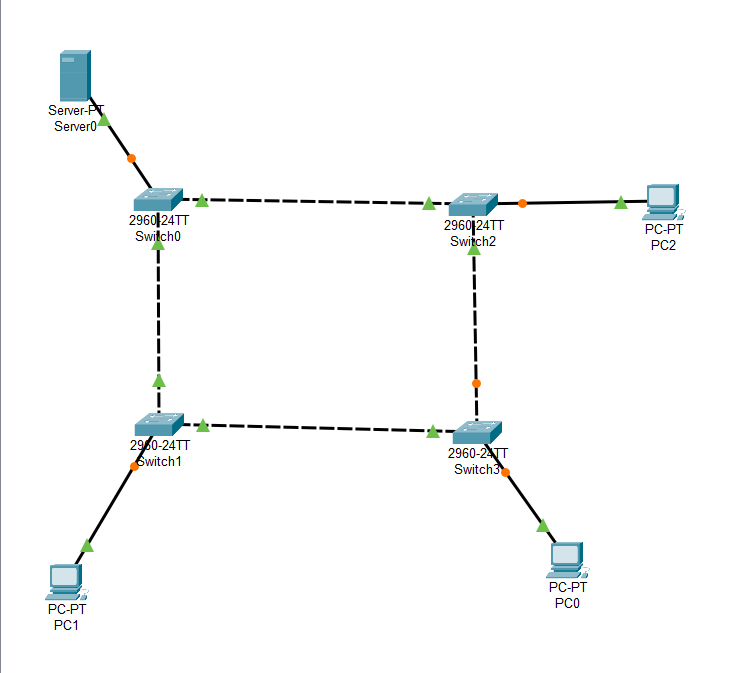 Server-PT
Server0
2960-24TT
Switch0
2960-24TT
Switch2
PC-PT
PC2
2960-24TT
Switch1
2960-24TT
Switch3
PC-PT
PC1
PC-PT
PC0